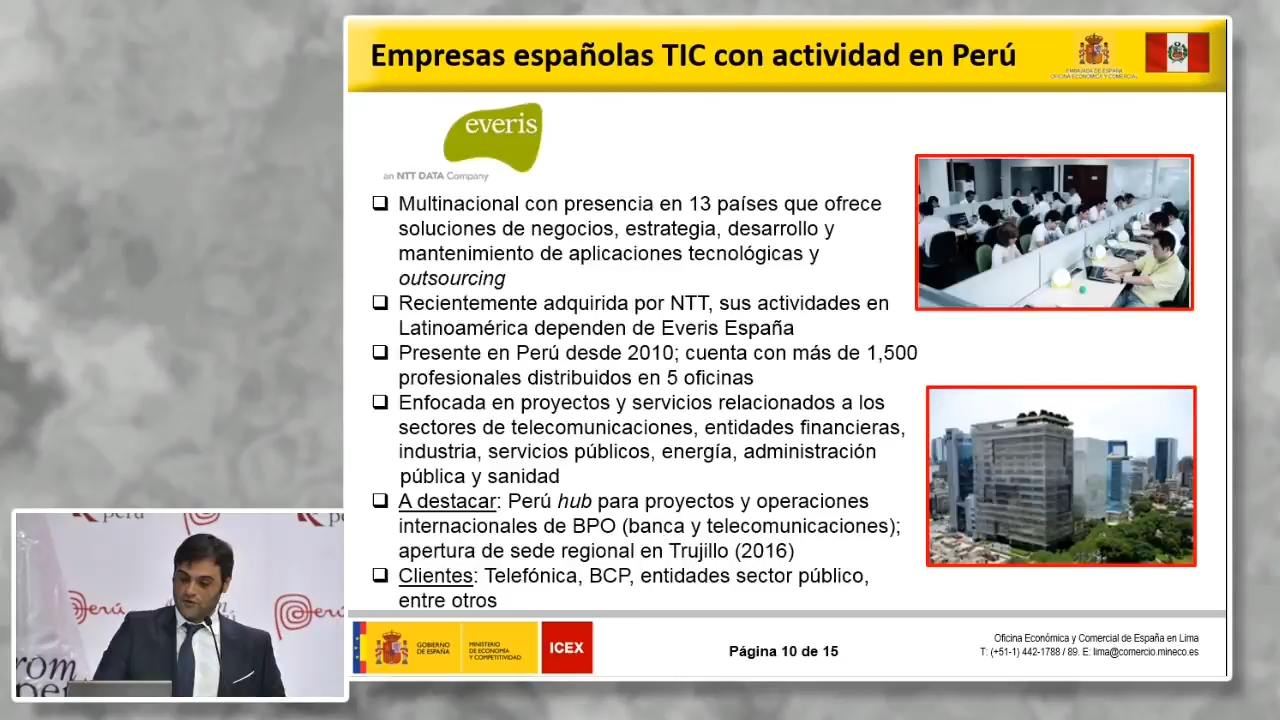 Empresas españolas TIC con actividad en Perú
EMBAJADA DE ESPAÑA
OFICINA ECONÓMICA Y COMERCIAL
everis
an NTT DATA Company
Multinacional con presencia en 13 países que ofrece
soluciones de negocios, estrategia, desarrollo y
mantenimiento de aplicaciones tecnológicas y
outsourcing
Recientemente adquirida por NTT, sus actividades en
Latinoamérica dependen de Everis España
Presente en Perú desde 2010; cuenta con más de 1,500
profesionales distribuidos en 5 oficinas
Enfocada en proyectos y servicios relacionados a los
sectores de telecomunicaciones, entidades financieras,
industria, servicios públicos, energía, administración
pública y sanidad
A destacar: Perú hub para proyectos y operaciones
internacionales de BPO (banca y telecomunicaciones);
apertura de sede regional en Trujillo (2016)
Clientes: Telefónica, BCP, entidades sector público,
entre otros
GOBIERNO
DE ESPAÑA
MINISTERIO
DE ECONOMÍA
Y COMPETITIVIDAD
ICEX
Página 10 de 15
Oficina Económica y Comercial de España en Lima
T: (+51-1) 442-1788 / 89. E: lima@comercio.mineco.es
perú
Perú
rom
peru